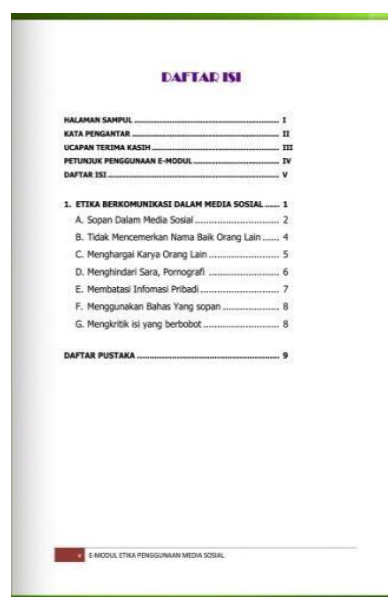 DAFTAR ISI
HALAMAN SAMPUL ........................................................ I
KATA PENGANTAR ........................................................ II
UCAPAN TERIMA KASIH .................................................. III
PETUNJUK PENGGUNAAN E-MODUL ................................... IV
DAFTAR ISI ................................................................. V
1. ETIKA BERKOMUNIKASI DALAM MEDIA SOSIAL ...... 1
A. Sopan Dalam Media Sosial ......................... 2
B. Tidak Mencemerkan Nama Baik Orang Lain ...... 4
C. Menghargai Karya Orang Lain ..................... 5
D. Menghindari Sara, Pornografi ..................... 6
E. Membatasi Infomasi Pribadi ........................ 7
F. Menggunakan Bahas Yang sopan .................. 8
G. Mengkritik isi yang berbobot ....................... 8
DAFTAR PUSTAKA ........................................................ 9
v E-MODUL ETIKA PENGGUNAAN MEDIA SOSIAL